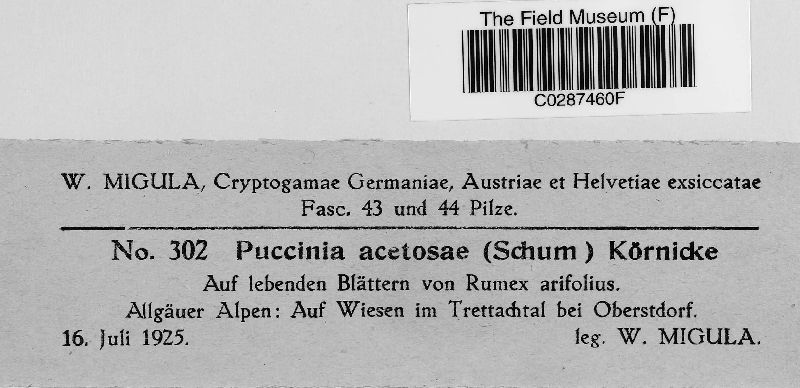 The Field Museum (F)
C0287460F
W. MIGULA, Cryptogamae Germaniae, Austriae et Helvetiae exsiccatae
Fasc. 43 und 44 Pilze.
No. 302 Puccinia acetosae (Schum ) Körnicke
Auf lebenden Blättern von Rumex arifolius.
Allgäuer Alpen: Auf Wiesen im Trettachtal bei Oberstdorf.
16. Juli 1925. leg. W. MIGULA.